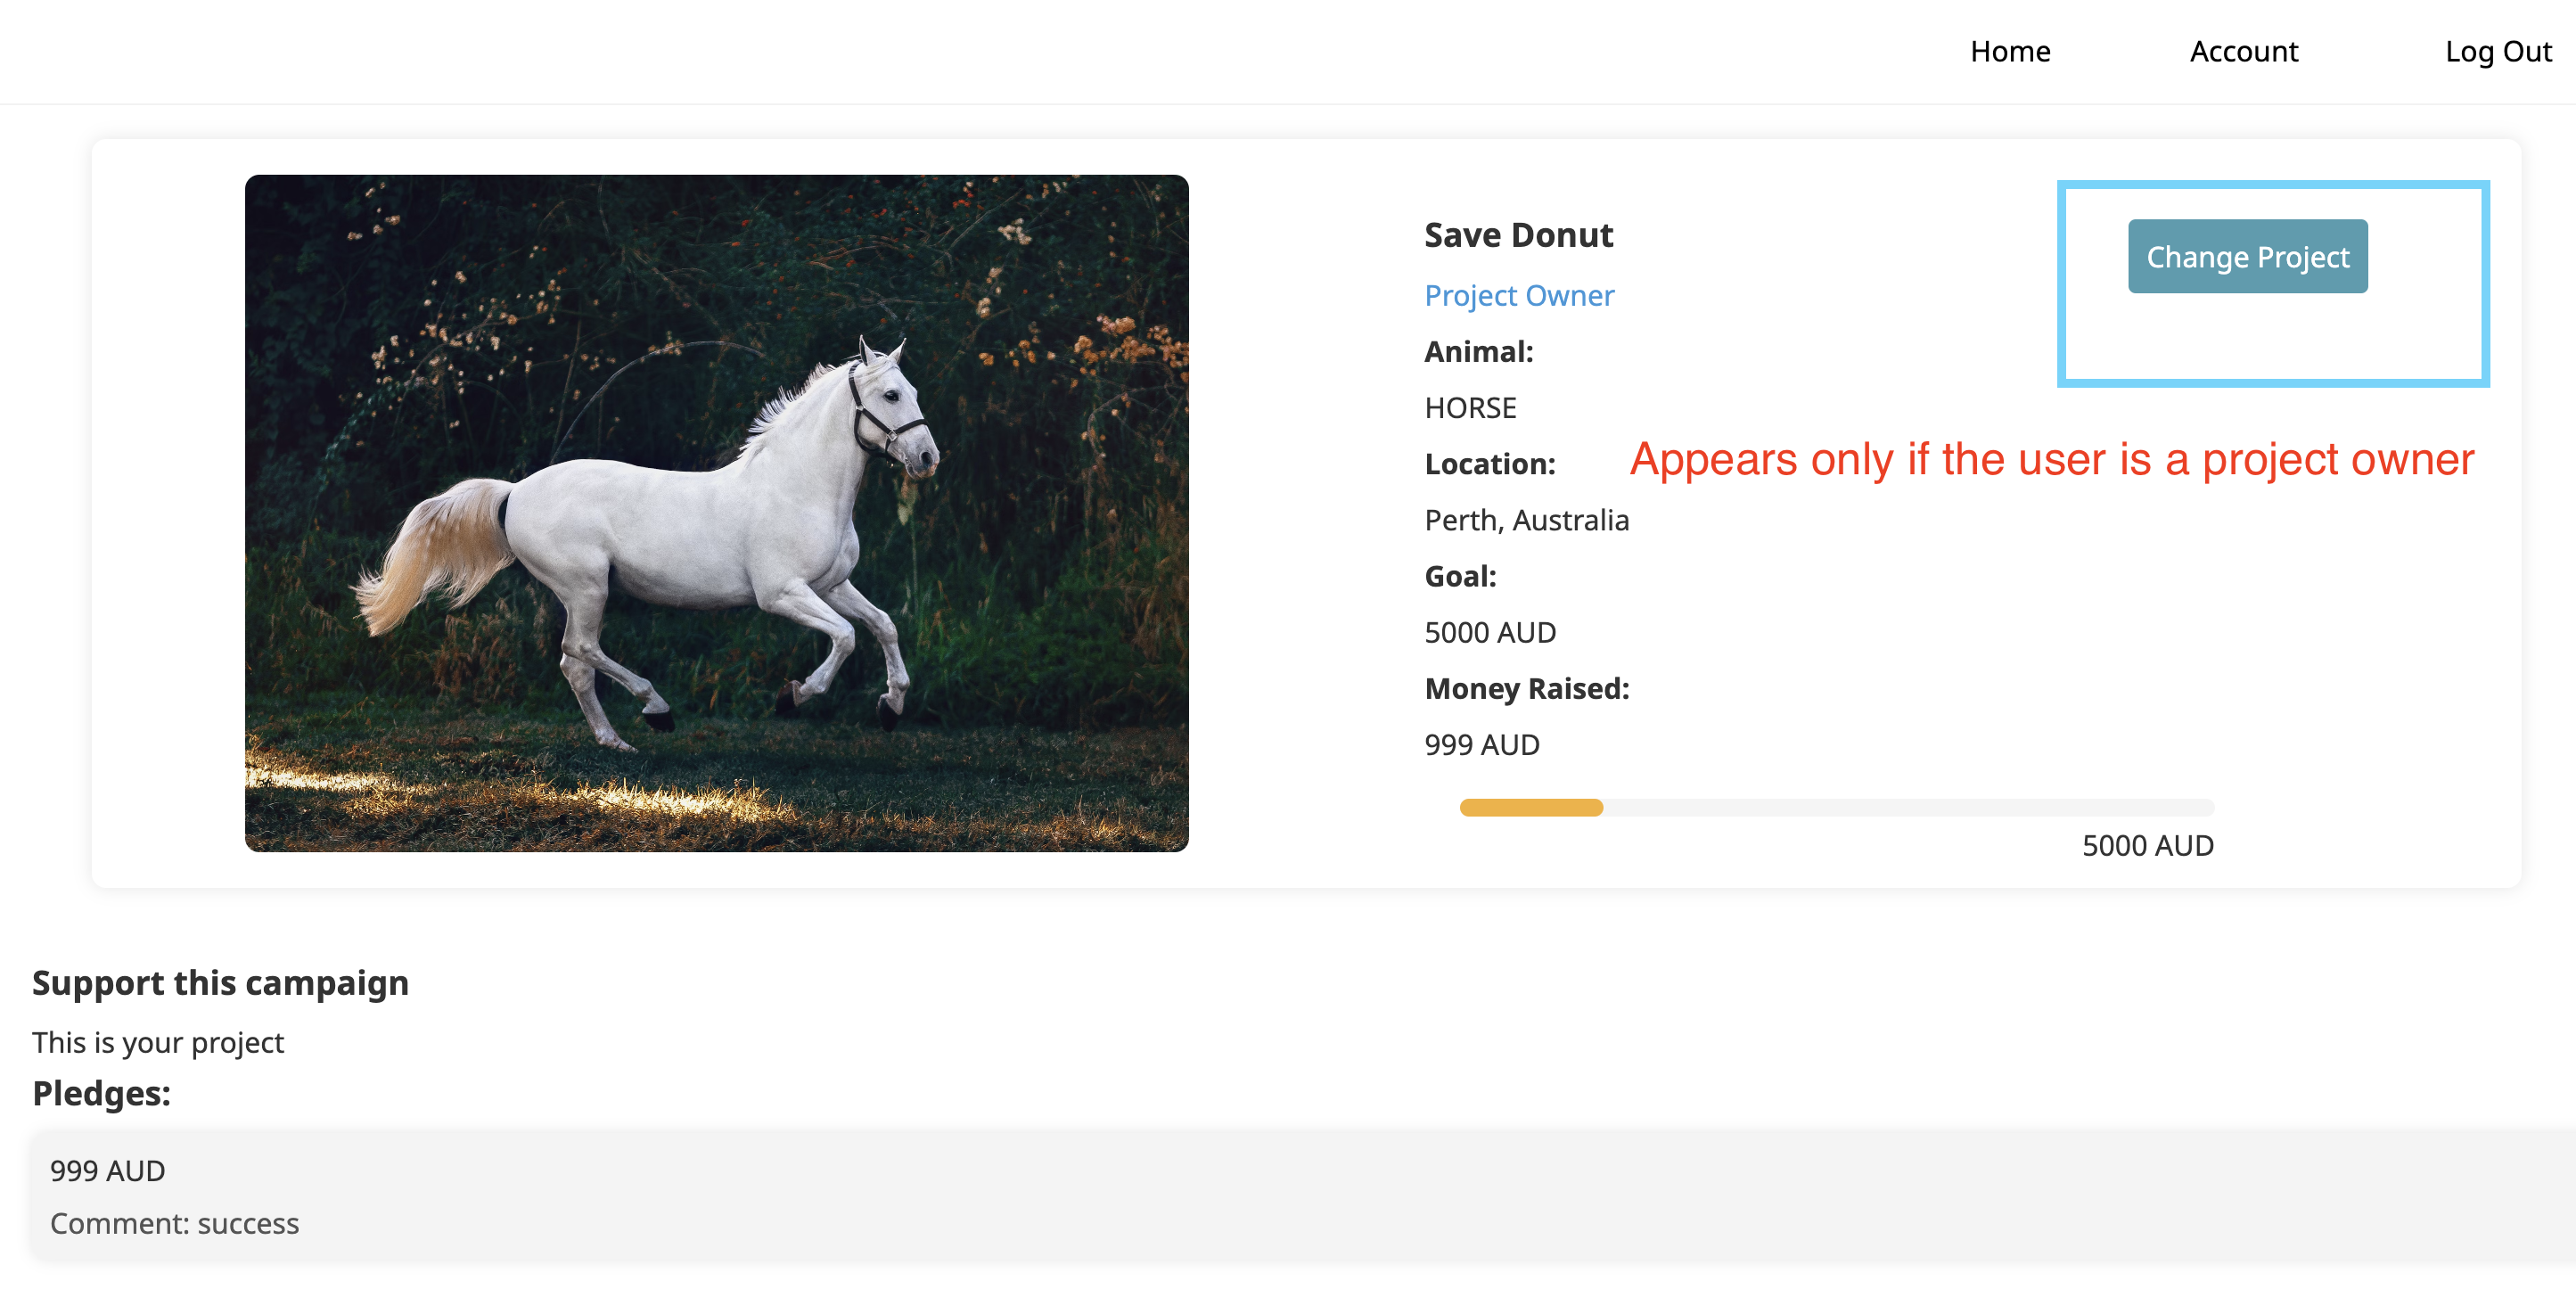 Home Account Log Out
Save Donut
Change Project
Project Owner
Animal:
HORSE
Location:
Appears only if the user is a project owner
Perth, Australia
Goal:
5000 AUD
Money Raised:
999 AUD
5000 AUD
Support this campaign
This is your project
Pledges:
999 AUD
Comment: success